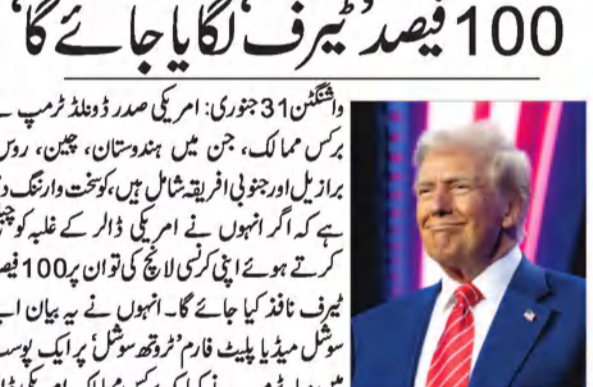 100 فیصد ’ٹیرف‘ لگایا جائے گا‘
واشنگٹن 31 جنوری: امریکی صدر ڈونلڈ ٹرمپ نے
برکس ممالک، جن میں ہندوستان، چین، روس
برازیل اور جنوبی افریقہ شامل ہیں، کو سخت وارننگ
ہے کہ اگر انہوں نے امریکی ڈالر کے غلبہ کو
کرتے ہوئے اپنی کرنسی لانچ کی تو ان پر 100
ٹیرف نافذ کیا جائے گا۔ انہوں نے یہ بیان
سوشل میڈیا پلیٹ فارم ’ٹروتھ سوشل‘ پر ایک پوسٹ